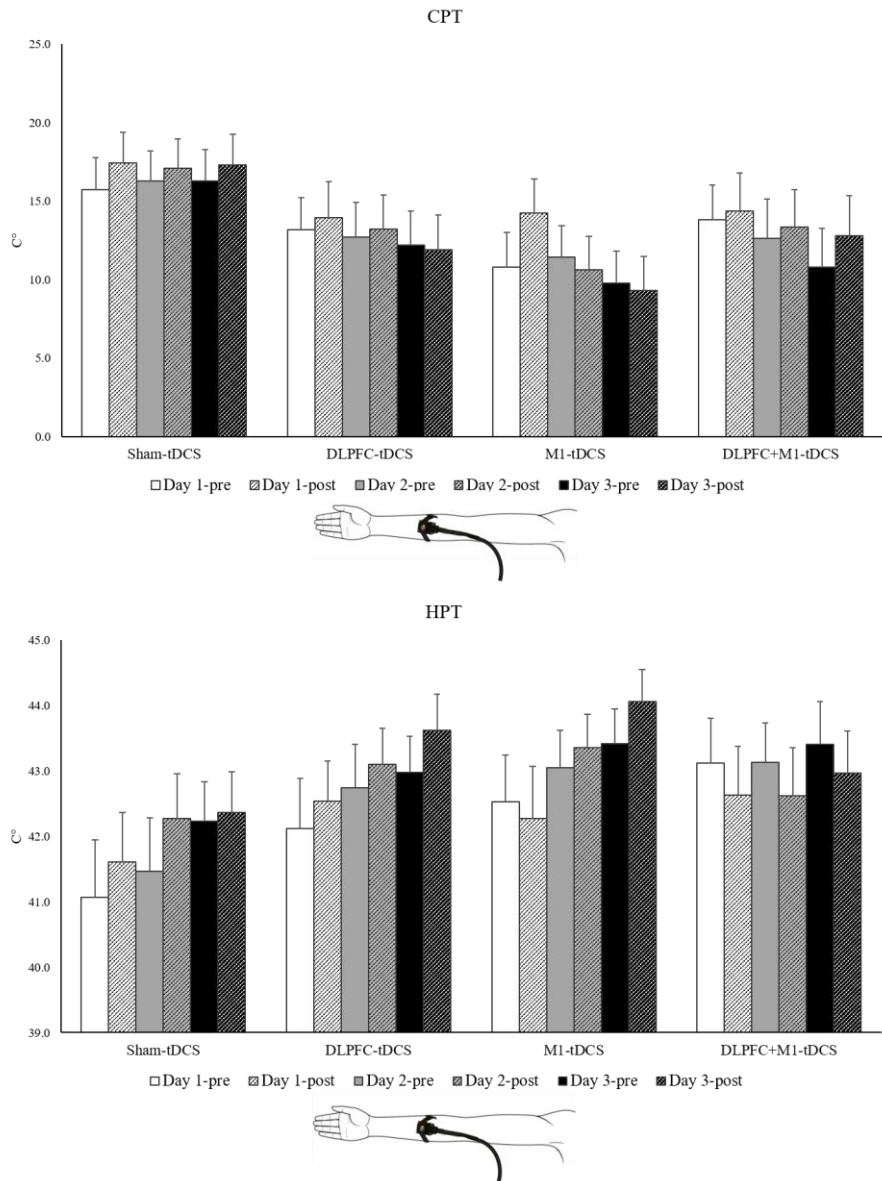 CPT
25.0
20.0
15.0
10.0
5.0
0.0
C°
Sham-tDCS DLPFC-tDCS M1-tDCS DLPFC+M1-tDCS
Day 1-pre Day 1-post Day 2-pre Day 2-post Day 3-pre Day 3-post
HPT
45.0
44.0
43.0
42.0
41.0
40.0
39.0
C°
Sham-tDCS DLPFC-tDCS M1-tDCS DLPFC+M1-tDCS
Day 1-pre Day 1-post Day 2-pre Day 2-post Day 3-pre Day 3-post